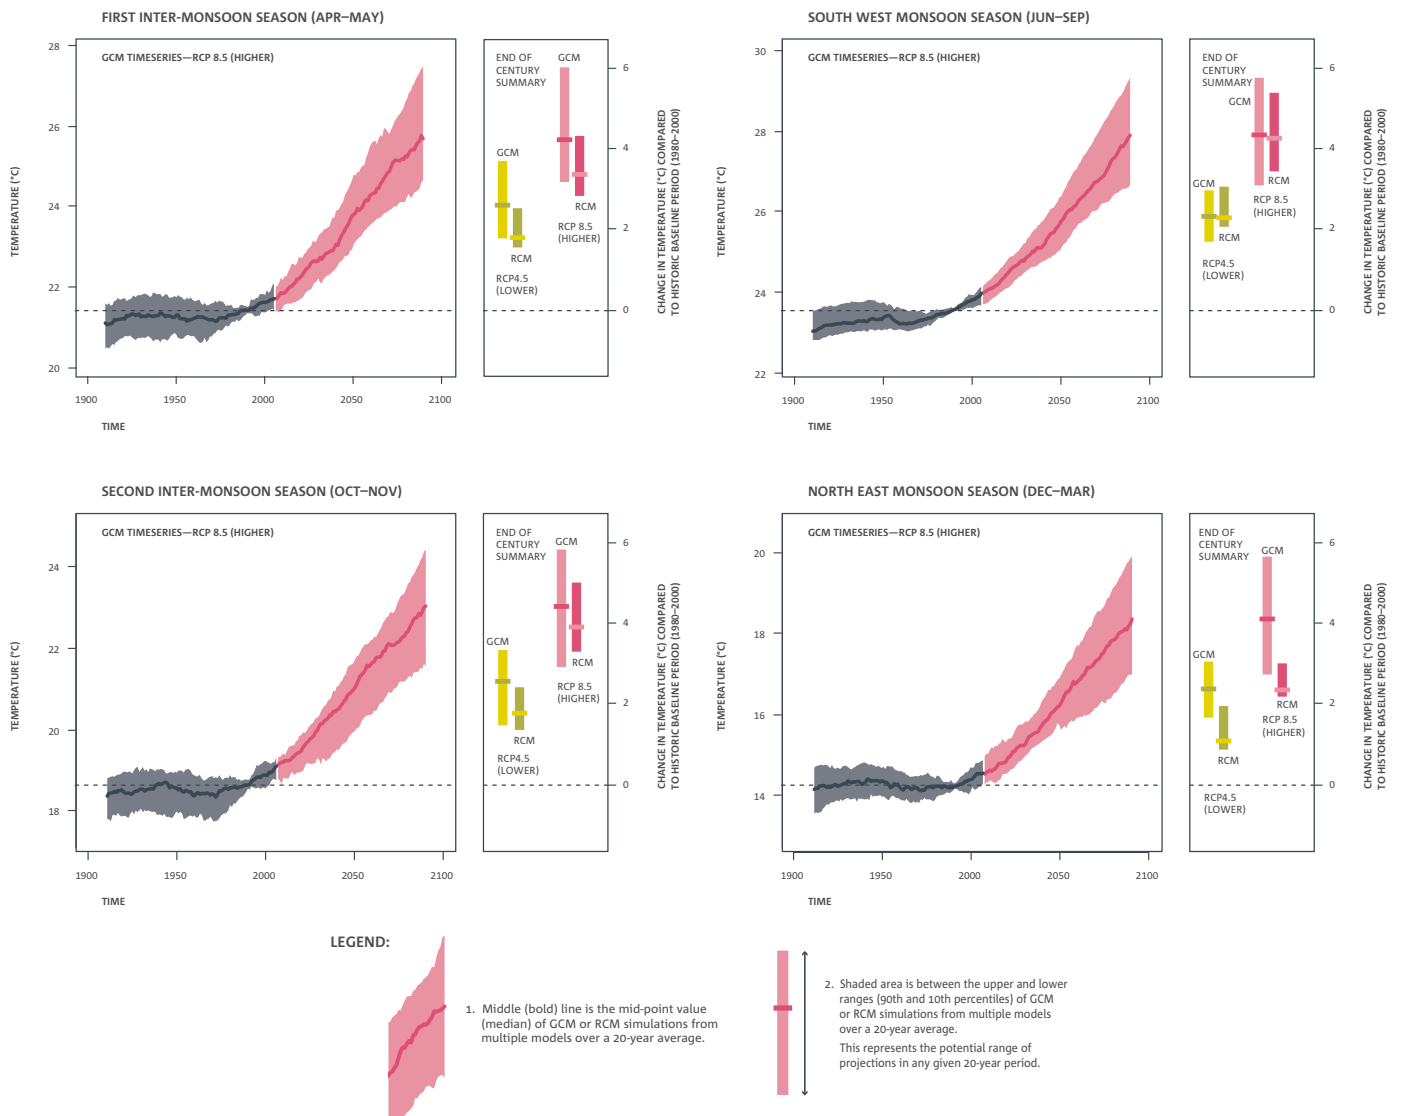 FIRST INTER-MONSOON SEASON (APR–MAY)
GCM TIMESERIES—RCP 8.5 (HIGHER)
TEMPERATURE (°C)
28
26
24
22
20
1900
1950
2000
2050
2100
TIME
END OF
CENTURY
SUMMARY
GCM
GCM
RCM
RCM
RCP 8.5
(HIGHER)
RCP4.5
(LOWER)
6
4
2
0
CHANGE IN TEMPERATURE (°C) COMPARED
TO HISTORIC BASELINE PERIOD (1980–2000)
SOUTH WEST MONSOON SEASON (JUN–SEP)
GCM TIMESERIES—RCP 8.5 (HIGHER)
TEMPERATURE (°C)
30
28
26
24
22
1900
1950
2000
2050
2100
TIME
END OF
CENTURY
SUMMARY
GCM
GCM
RCM
RCP 8.5
(HIGHER)
RCM
RCP4.5
(LOWER)
6
4
2
0
CHANGE IN TEMPERATURE (°C) COMPARED
TO HISTORIC BASELINE PERIOD (1980–2000)
SECOND INTER-MONSOON SEASON (OCT–NOV)
GCM TIMESERIES—RCP 8.5 (HIGHER)
TEMPERATURE (°C)
24
22
20
18
1900
1950
2000
2050
2100
TIME
END OF
CENTURY
SUMMARY
GCM
GCM
RCM
RCP 8.5
(HIGHER)
RCM
RCP4.5
(LOWER)
6
4
2
0
CHANGE IN TEMPERATURE (°C) COMPARED
TO HISTORIC BASELINE PERIOD (1980–2000)
NORTH EAST MONSOON SEASON (DEC–MAR)
GCM TIMESERIES—RCP 8.5 (HIGHER)
TEMPERATURE (°C)
20
18
16
14
1900
1950
2000
2050
2100
TIME
END OF
CENTURY
SUMMARY
GCM
GCM
RCM
RCP 8.5
(HIGHER)
RCM
RCP4.5
(LOWER)
6
4
2
0
CHANGE IN TEMPERATURE (°C) COMPARED
TO HISTORIC BASELINE PERIOD (1980–2000)
LEGEND:
1. Middle (bold) line is the mid-point value
(median) of GCM or RCM simulations from
multiple models over a 20-year average.
2. Shaded area is between the upper and lower
ranges (90th and 10th percentiles) of GCM
or RCM simulations from multiple models
over a 20-year average.
This represents the potential range of
projections in any given 20-year period.